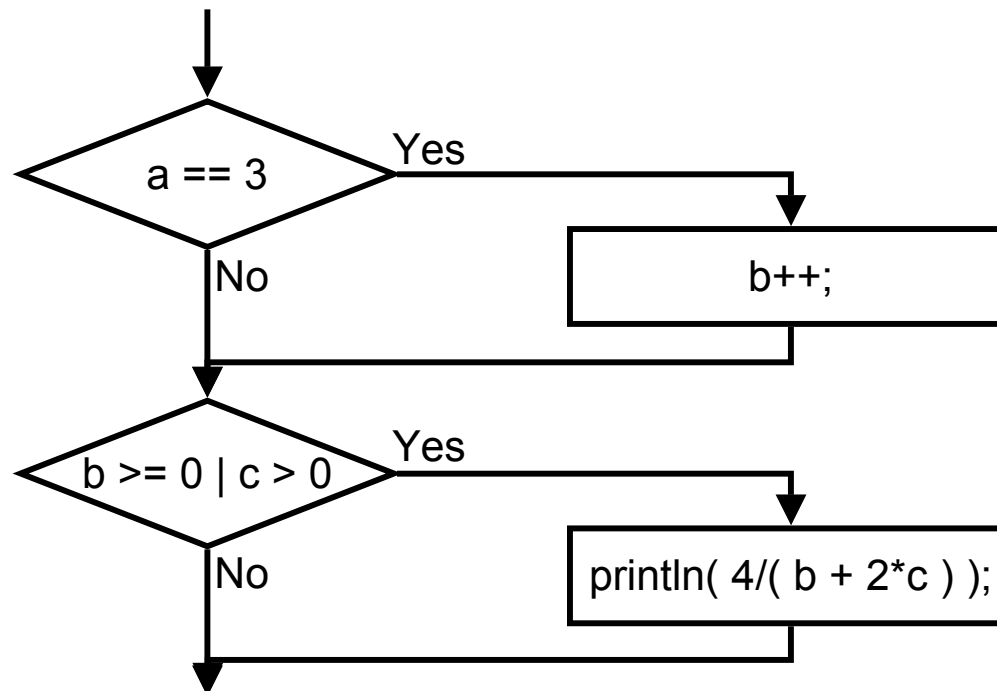 a == 3
Yes
b++;
No
b >= 0 | c > 0
Yes
println( 4/( b + 2*c ) );
No